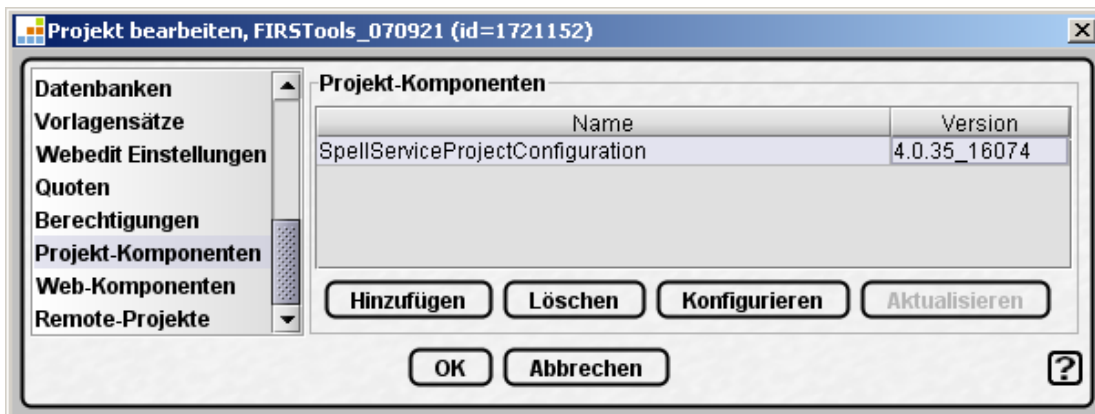 Projekt bearbeiten, FIRSTools_070921 (id=1721152)
Datenbanken
Vorlagensätze
Webedit Einstellungen
Quoten
Berechtigungen
Projekt-Komponenten
Web-Komponenten
Remote-Projekte
Projekt-Komponenten
Name Version
SpellServiceProjectConfiguration 4.0.35_16074
Hinzufügen Löschen Konfigurieren Aktualisieren
OK Abbrechen ?